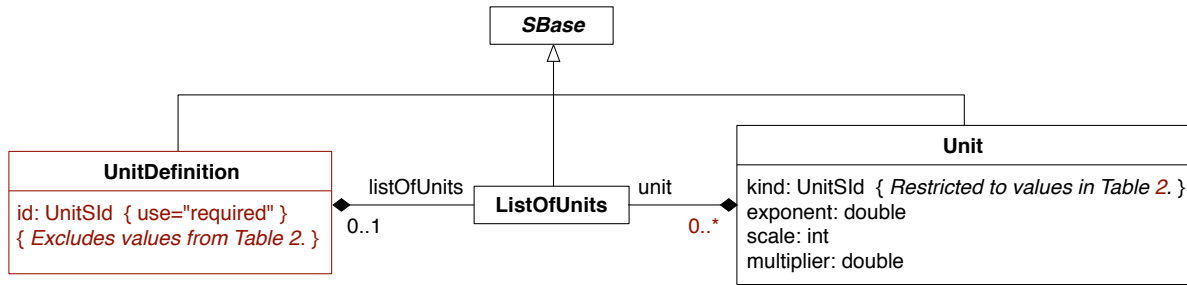 SBase
UnitDefinition
id: UnitSId { use="required" }
{ Excludes values from Table 2. }
listOfUnits
0..1
ListOfUnits
unit
0..*
Unit
kind: UnitSId { Restricted to values in Table 2. }
exponent: double
scale: int
multiplier: double